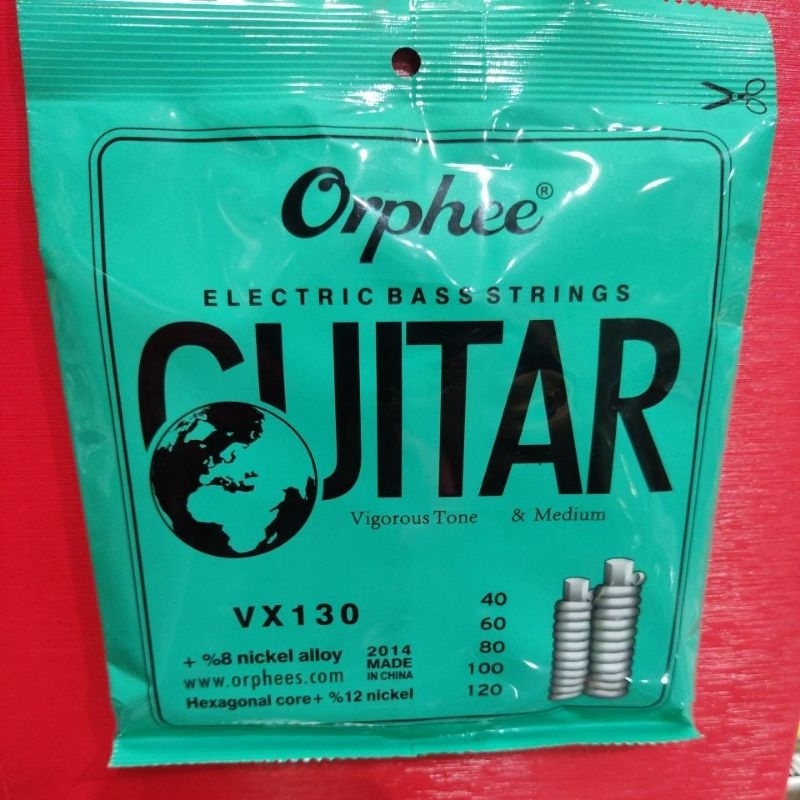 Orphee®
ELECTRIC BASS STRINGS
GUITAR
Vigorous Tone & Medium
VX130
+ %8 nickel alloy
www.orphees.com
Hexagonal core+ %12 nickel
2014
MADE
IN CHINA
40
60
80
100
120